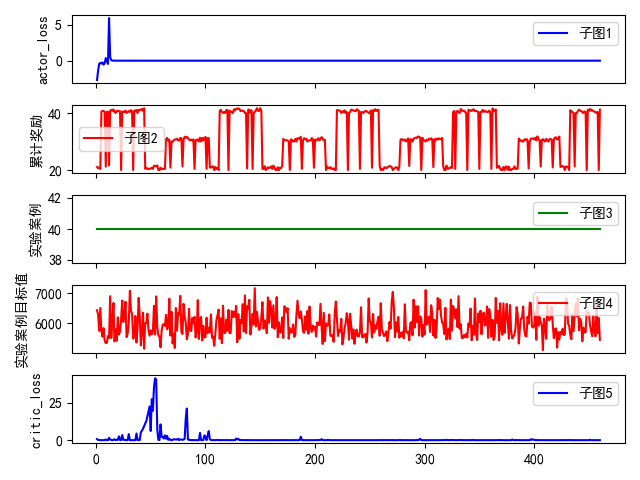 actor_loss
5
0
子图1
累计奖励
40
20
子图2
实验案例
42
40
38
子图3
实验案例目标值
7000
6000
子图4
critic_loss
25
0
子图5
0 100 200 300 400